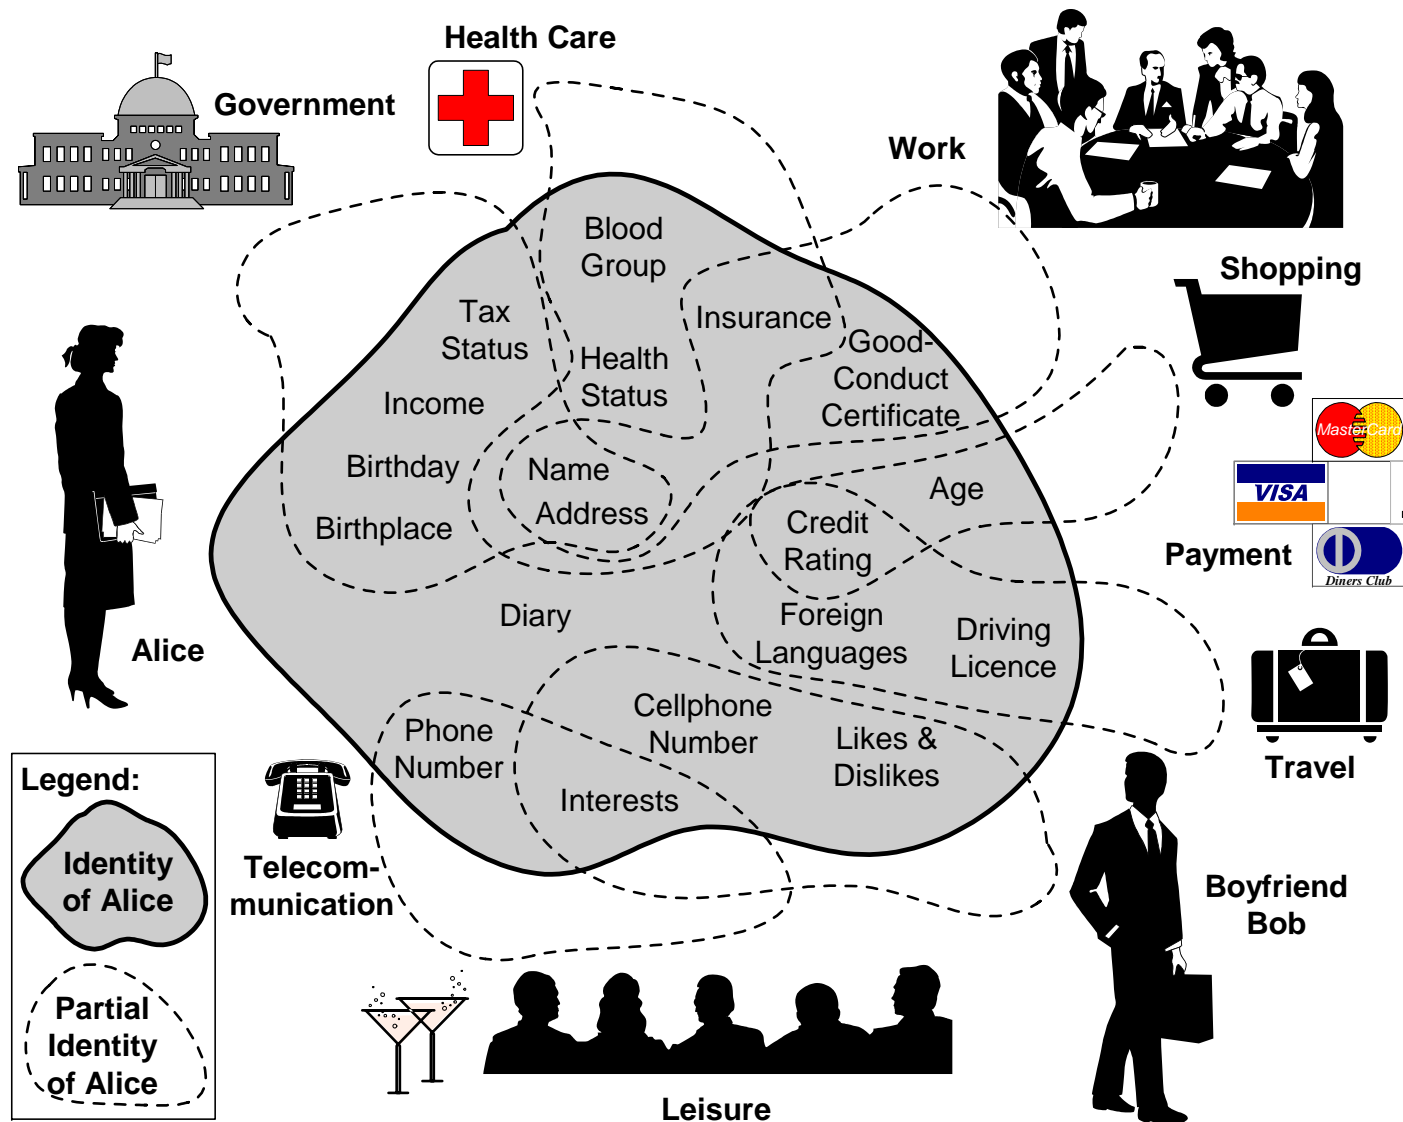 Health Care
Government
Work
Shopping
Blood
Group
Tax
Status
Insurance
Good-
Conduct
Certificate
Health
Status
Income
MasterCard
Birthday
Name
Age
VISA
Address
Birthplace
Credit
Rating
Payment
Diners Club
Diary
Foreign
Languages
Driving
Licence
Alice
Cellphone
Number
Phone
Number
Likes &
Dislikes
Travel
Interests
Legend:
Identity
of Alice
Telecom-
munication
Boyfriend
Bob
Partial
Identity
of Alice
Leisure